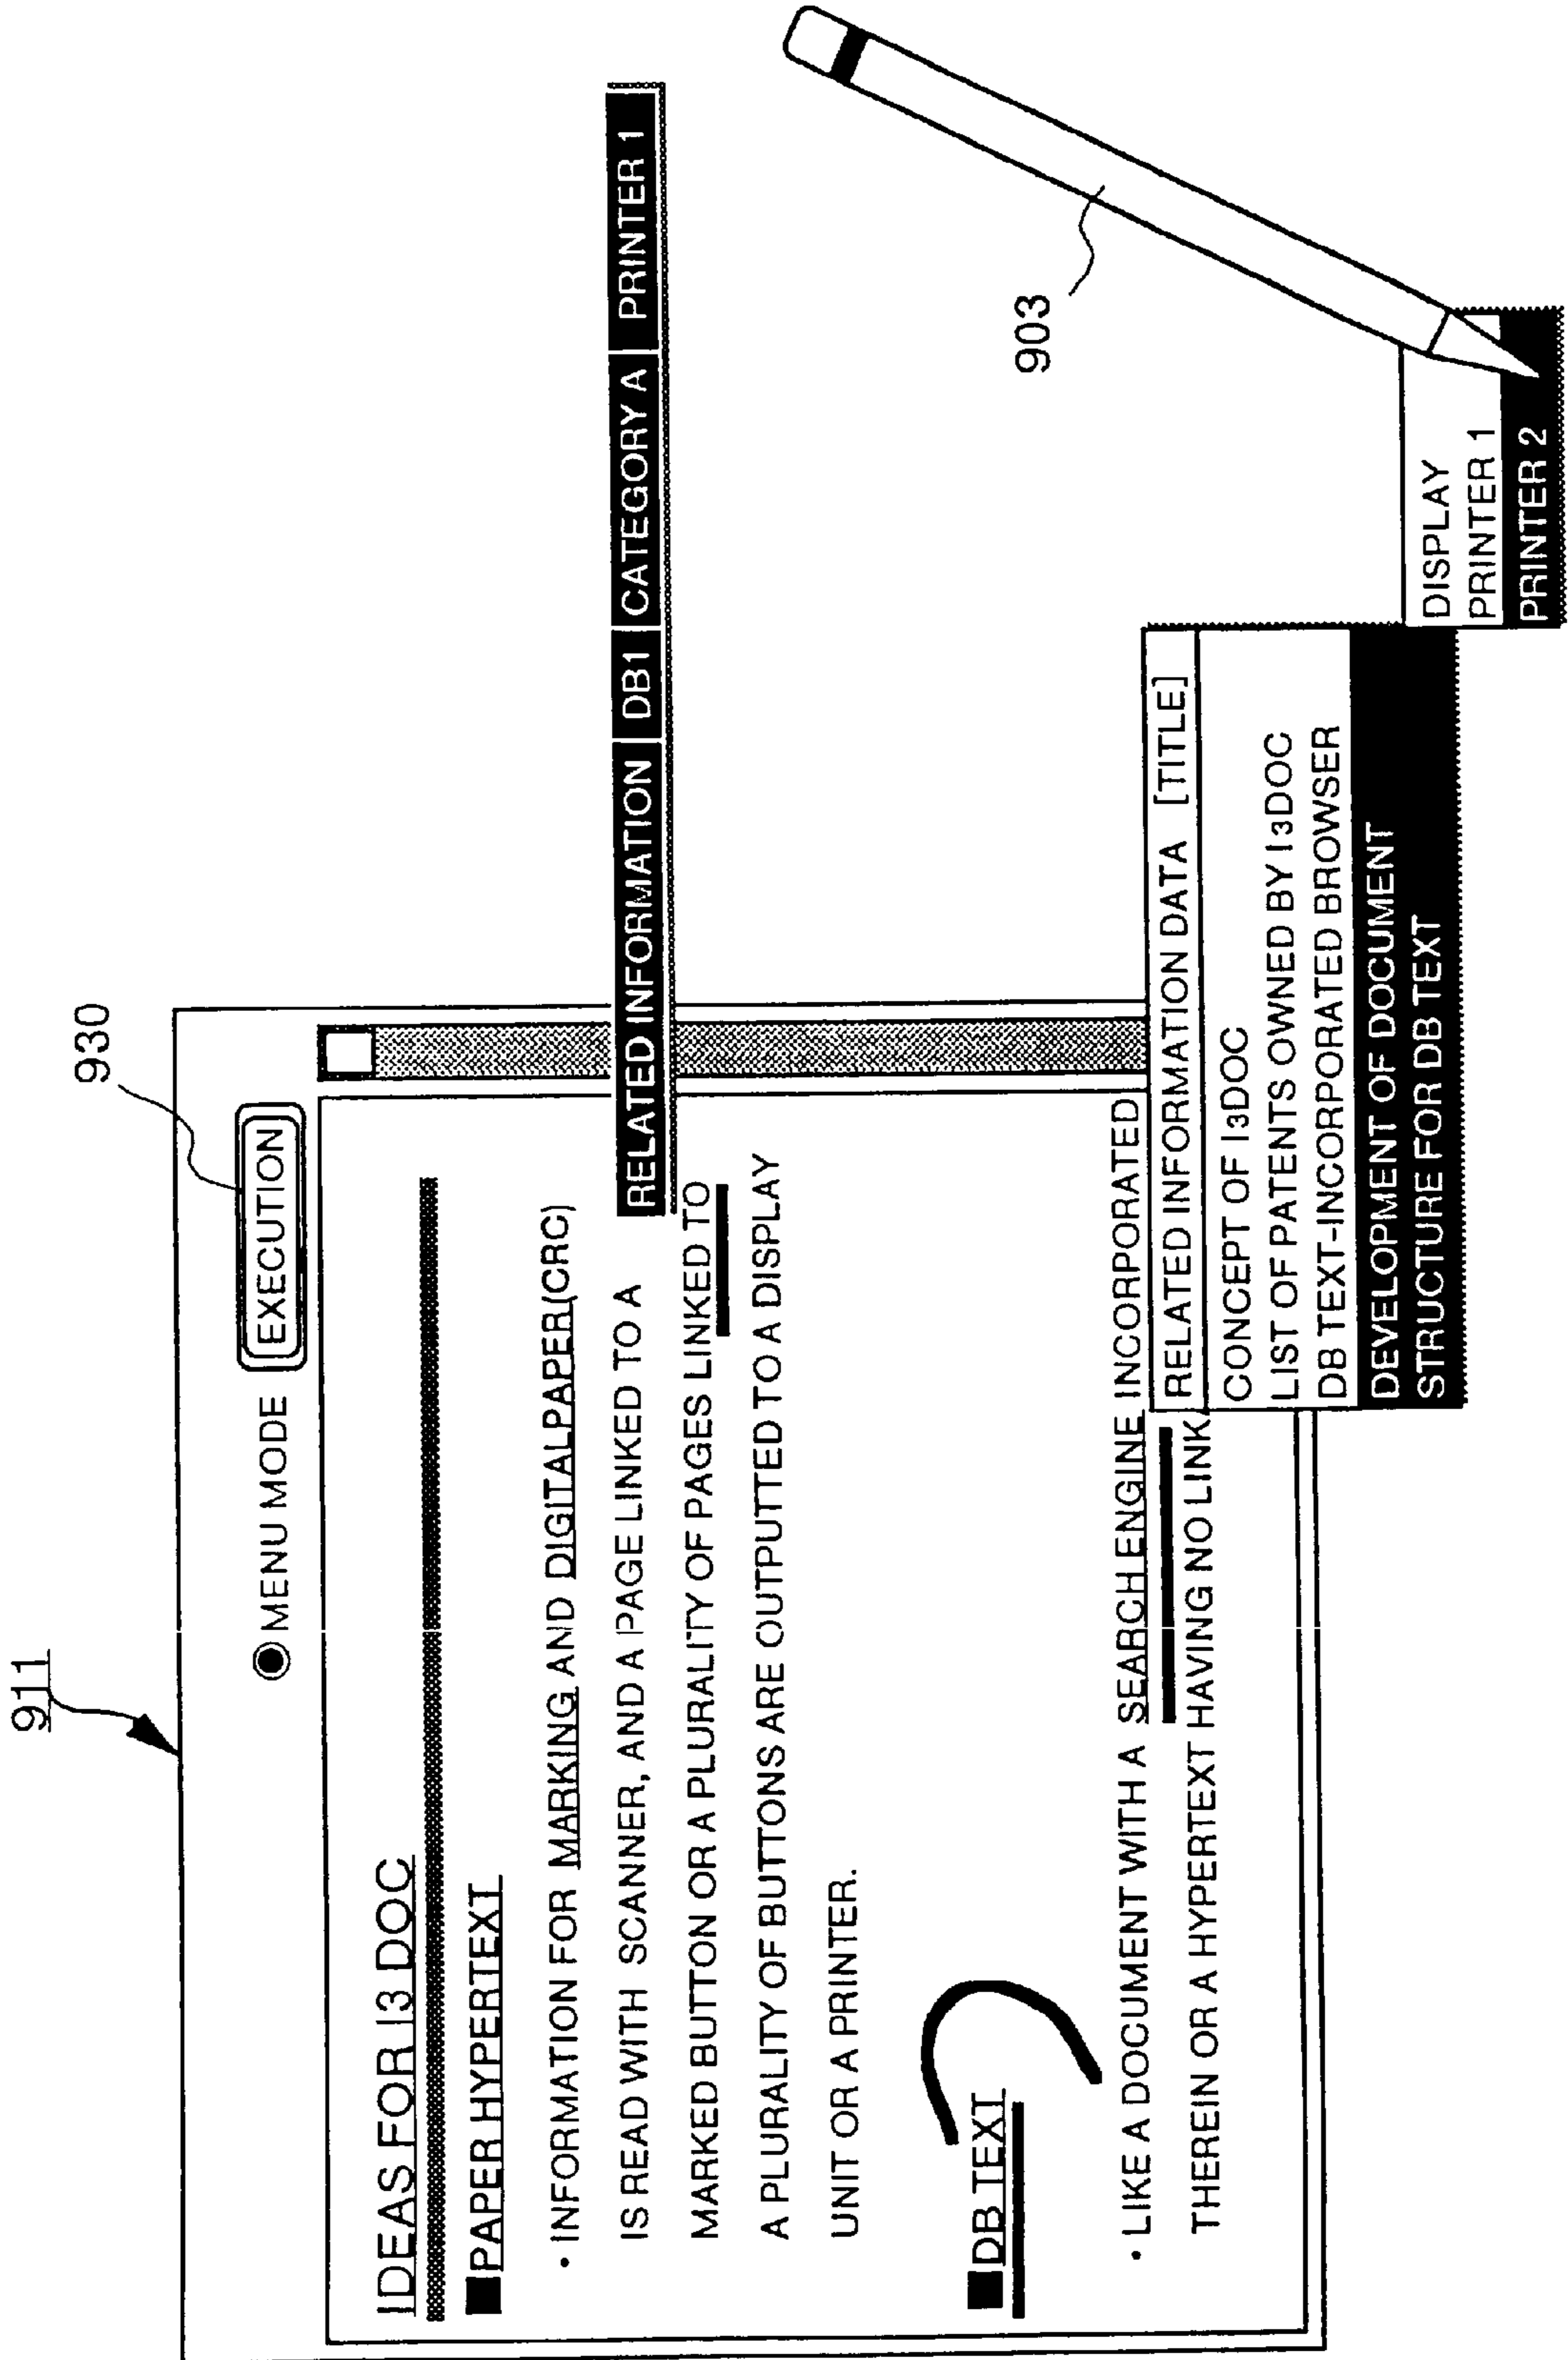 911
930
MENU MODE
EXECUTION
IDEAS FOR I3 DOC
PAPER HYPERTEXT
• INFORMATION FOR MARKING AND DIGITALPAPER(CRC)
IS READ WITH SCANNER, AND A PAGE LINKED TO A
MARKED BUTTON OR A PLURALITY OF PAGES LINKED TO
A PLURALITY OF BUTTONS ARE OUTPUTTED TO A DISPLAY
UNIT OR A PRINTER.
RELATED INFORMATION DB1 CATEGORY A PRINTER 1
DB TEXT
• LIKE A DOCUMENT WITH A SEARCH ENGINE INCORPORATED
THEREIN OR A HYPERTEXT HAVING NO LINK
RELATED INFORMATION DATA [TITLE]
CONCEPT OF I3DOC
LIST OF PATENTS OWNED BY I3DOC
DB TEXT-INCORPORATED BROWSER
DEVELOPMENT OF DOCUMENT
STRUCTURE FOR DB TEXT
903
DISPLAY
PRINTER 1
PRINTER 2